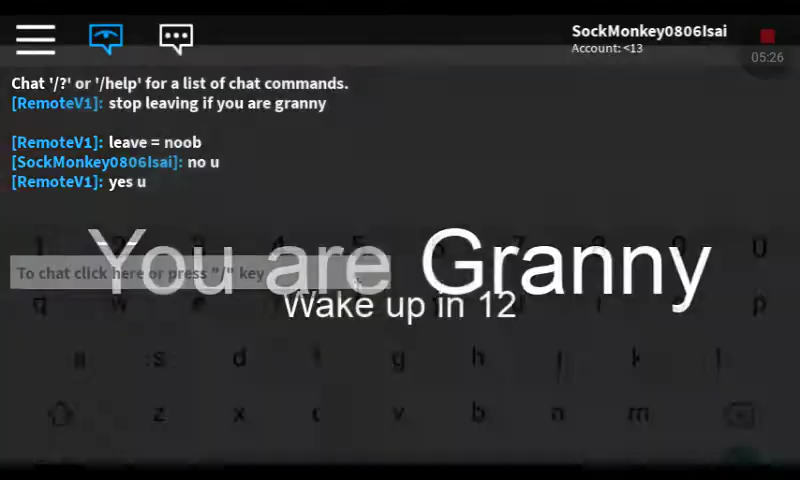 SockMonkey0806Isai
Account: <13
05:26
Chat '/?' or '/help' for a list of chat commands.
[RemoteV1]: stop leaving if you are granny
[RemoteV1]: leave = noob
[SockMonkey0806Isai]: no u
[RemoteV1]: yes u
You are Granny
To chat click here or press "/" key
Wake up in 12
q w e i p
a s d g h j k l
z x c v b n m